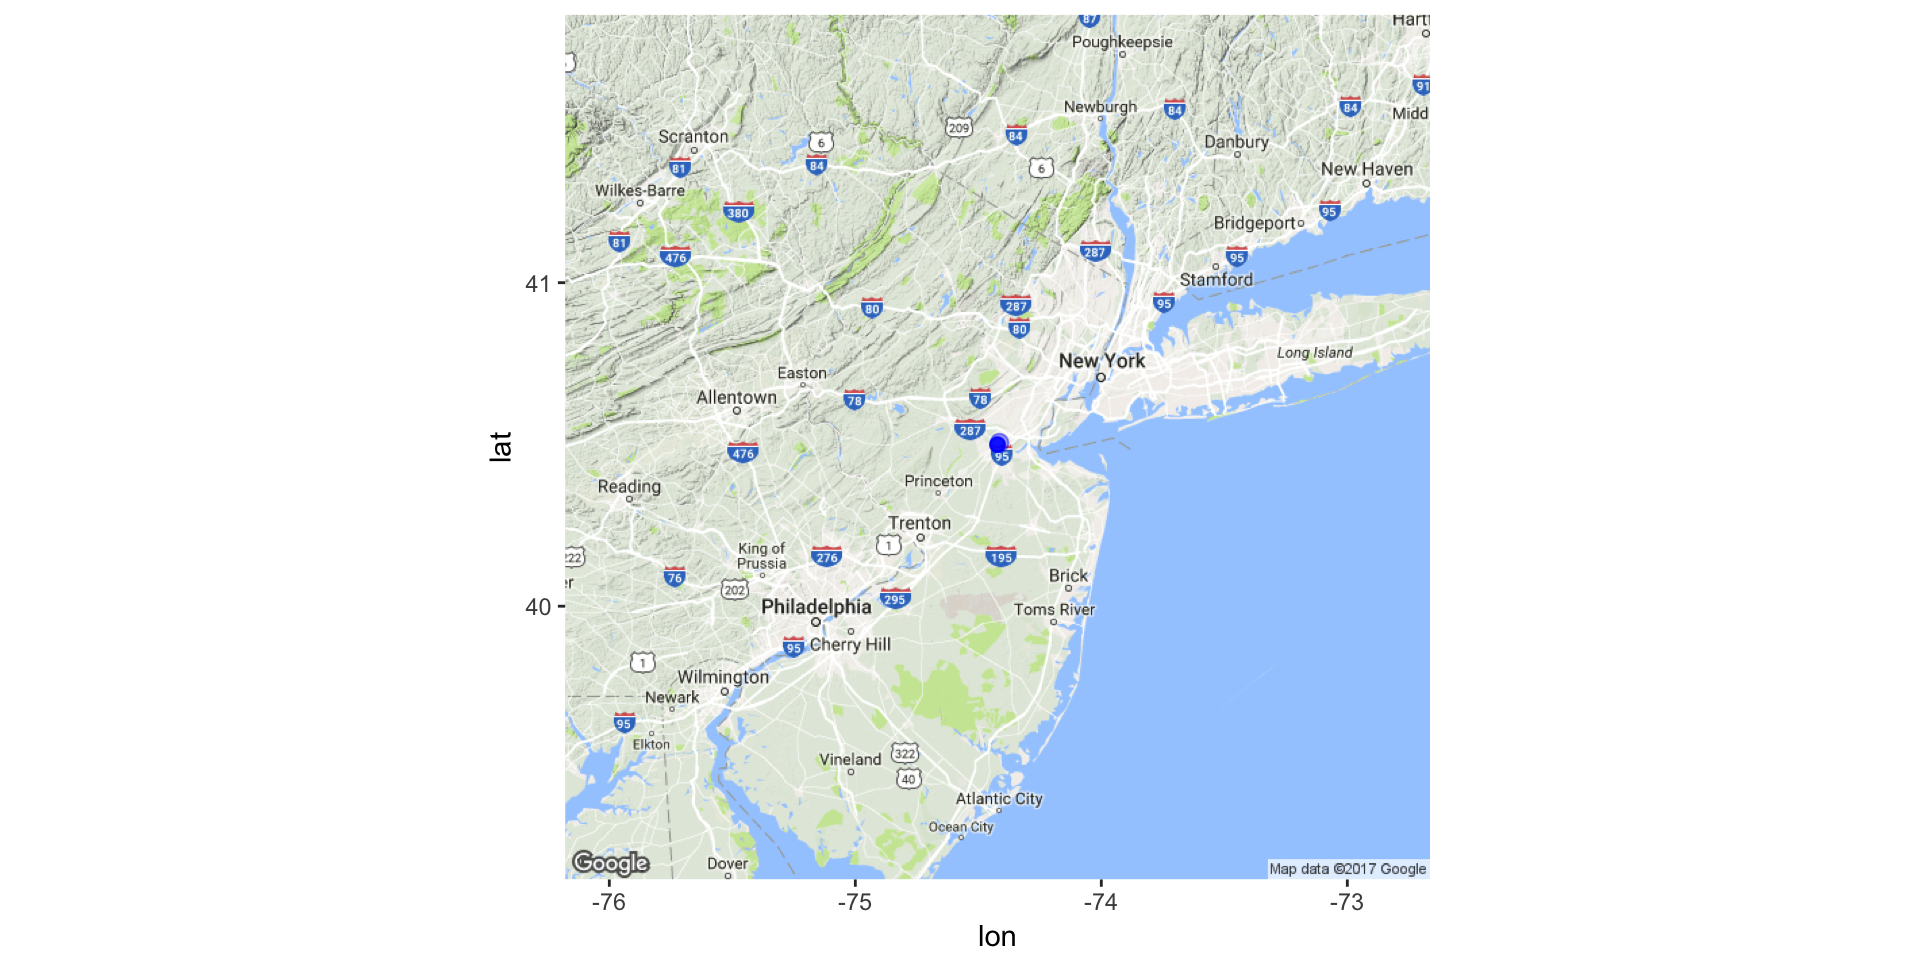 87
Hartf
Poughkeepsie
91
Newburgh
84
84
Midd
209
84
Scranton
6
Danbury
81
84
6
New Haven
Wilkes-Barre
380
95
Bridgeport
81
476
287
95
41
Stamford
80
287
95
80
New York
Long Island
Easton
Allentown
78
78
287
lat
476
95
Princeton
Reading
Trenton
1
King of
Prussia
276
195
222
76
202
295
er
Brick
40
Philadelphia
Toms River
95
Cherry Hill
1
Wilmington
Newark
95
Elkton
Vineland
322
40
Atlantic City
Ocean City
Dover
Google
Map data ©2017 Google
-76
-75
-74
-73
lon